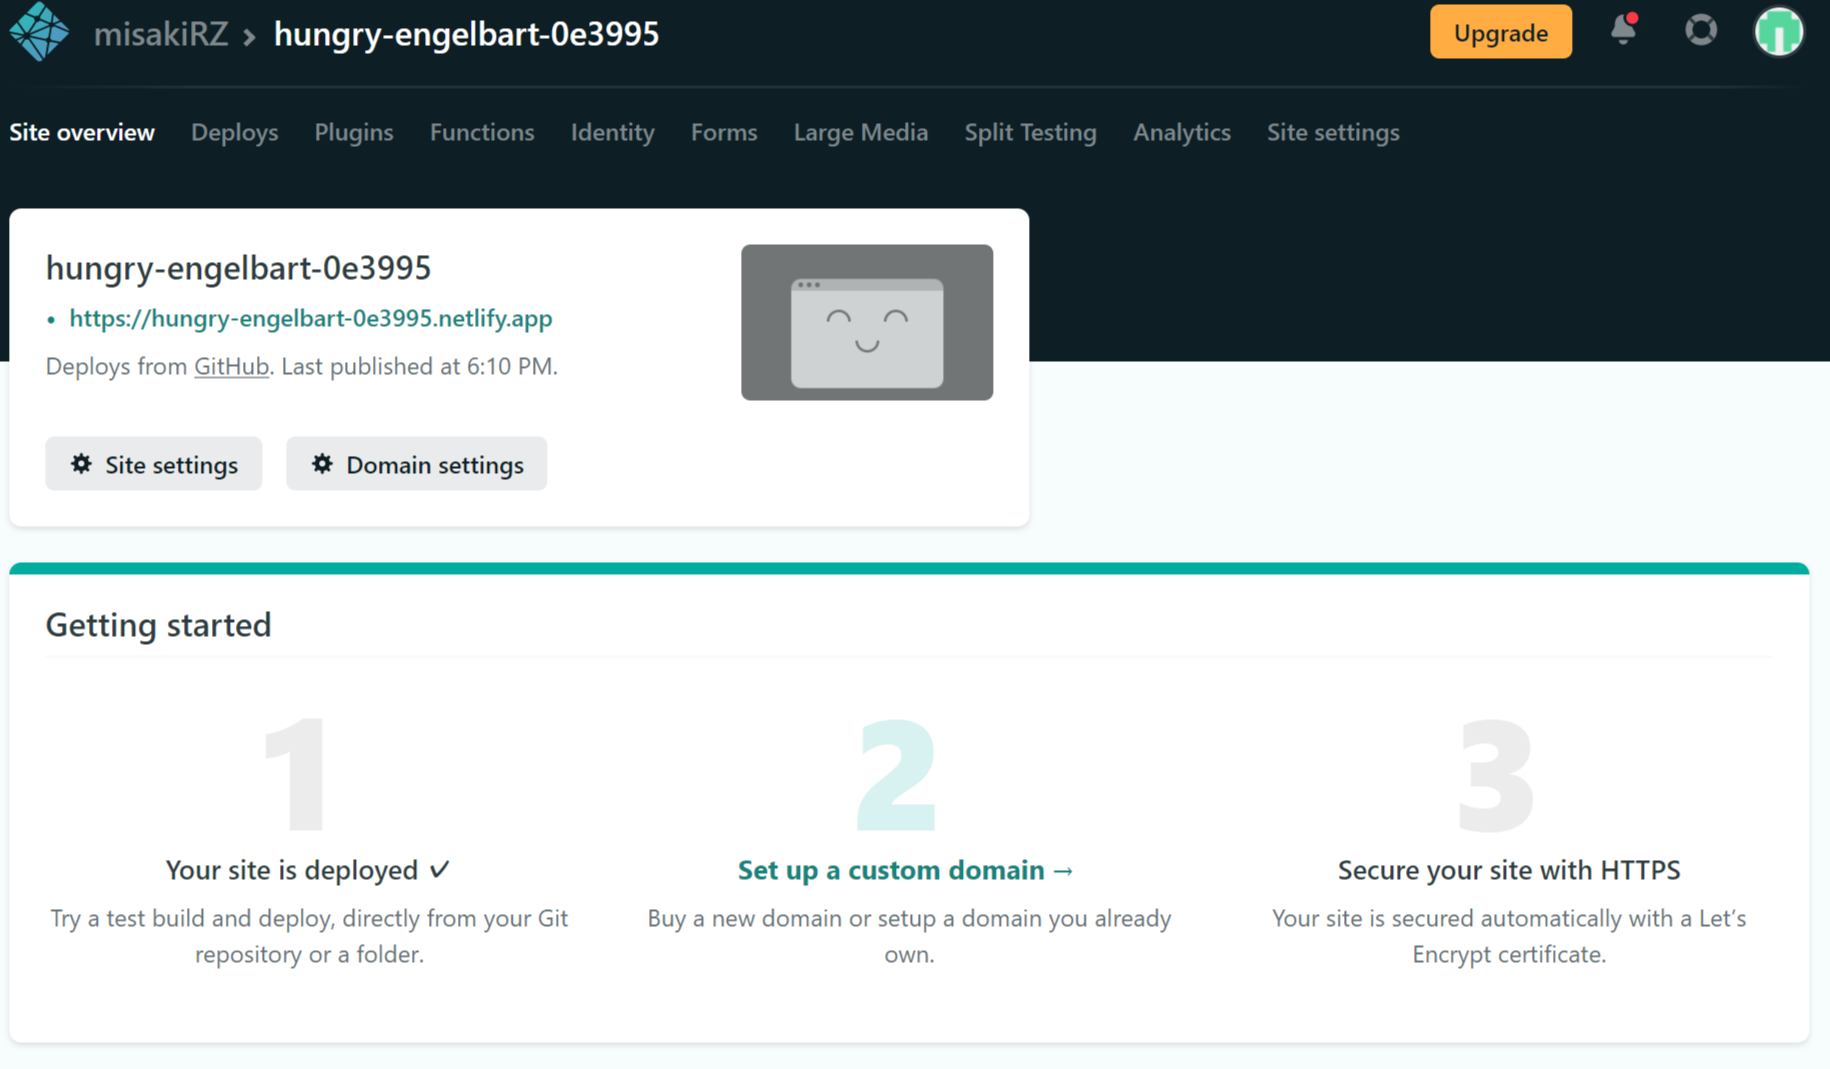 misakiRZ > hungry-engelbart-0e3995
Upgrade
Site overview Deploys Plugins Functions Identity Forms Large Media Split Testing Analytics Site settings
hungry-engelbart-0e3995
• https://hungry-engelbart-0e3995.netlify.app
Deploys from GitHub. Last published at 6:10 PM.
Site settings
Domain settings
Getting started
1
Your site is deployed ✓
Try a test build and deploy, directly from your Git
repository or a folder.
2
Set up a custom domain →
Buy a new domain or setup a domain you already
own.
3
Secure your site with HTTPS
Your site is secured automatically with a Let’s
Encrypt certificate.